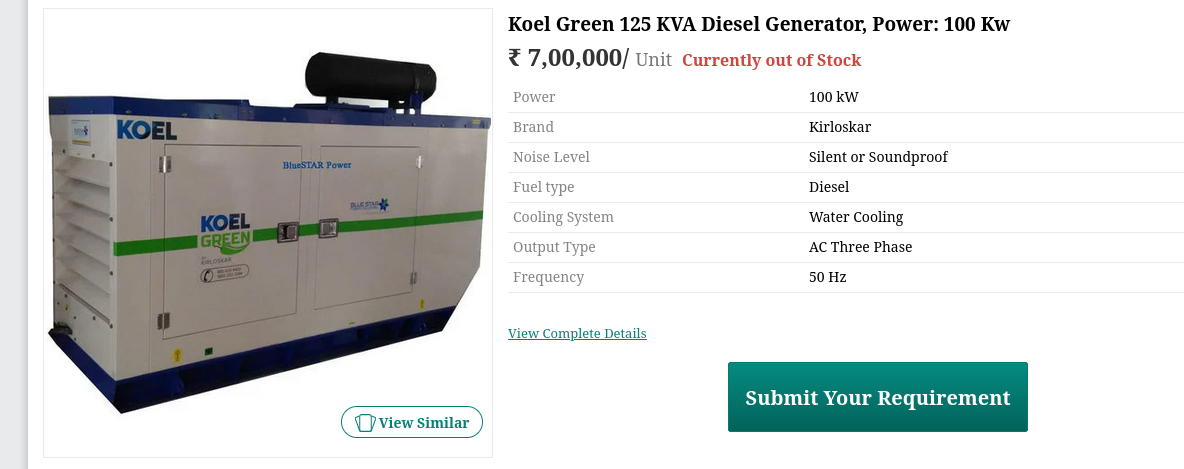 Koel Green 125 KVA Diesel Generator, Power: 100 Kw
₹ 7,00,000/ Unit Currently out of Stock
Power 100 kW
Brand Kirloskar
Noise Level Silent or Soundproof
Fuel type Diesel
Cooling System Water Cooling
Output Type AC Three Phase
Frequency 50 Hz
View Complete Details
Submit Your Requirement
KOEL
BlueSTAR Power
BLUE STAR
KOEL
GREEN
KIRLOSKAR
View Similar